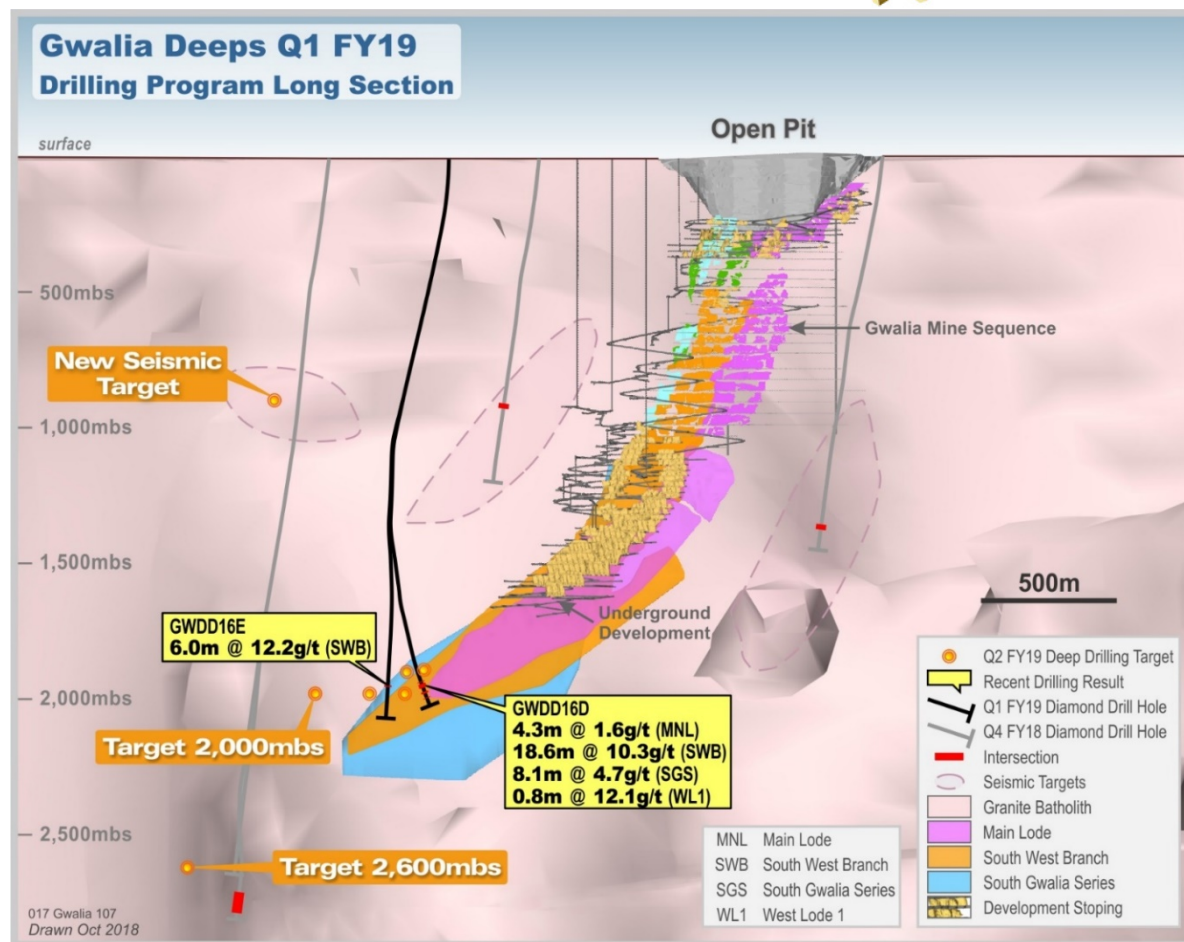 Gwalia Deeps Q1 FY19
Drilling Program Long Section
surface
Open Pit
500mbs
Gwalia Mine Sequence
New Seismic
Target
1,000mbs
1,500mbs
500m
Underground
Development
GWDD16E
6.0m @ 12.2g/t (SWB)
2,000mbs
GWDD16D
4.3m @ 1.6g/t (MNL)
18.6m @ 10.3g/t (SWB)
8.1m @ 4.7g/t (SGS)
0.8m @ 12.1g/t (WL1)
Target 2,000mbs
2,500mbs
Target 2,600mbs
MNL Main Lode
SWB South West Branch
SGS South Gwalia Series
WL1 West Lode 1
Q2 FY19 Deep Drilling Target
Recent Drilling Result
Q1 FY19 Diamond Drill Hole
Q4 FY18 Diamond Drill Hole
Intersection
Seismic Targets
Granite Batholith
Main Lode
South West Branch
South Gwalia Series
Development Stoping
017 Gwalia 107
Drawn Oct 2018